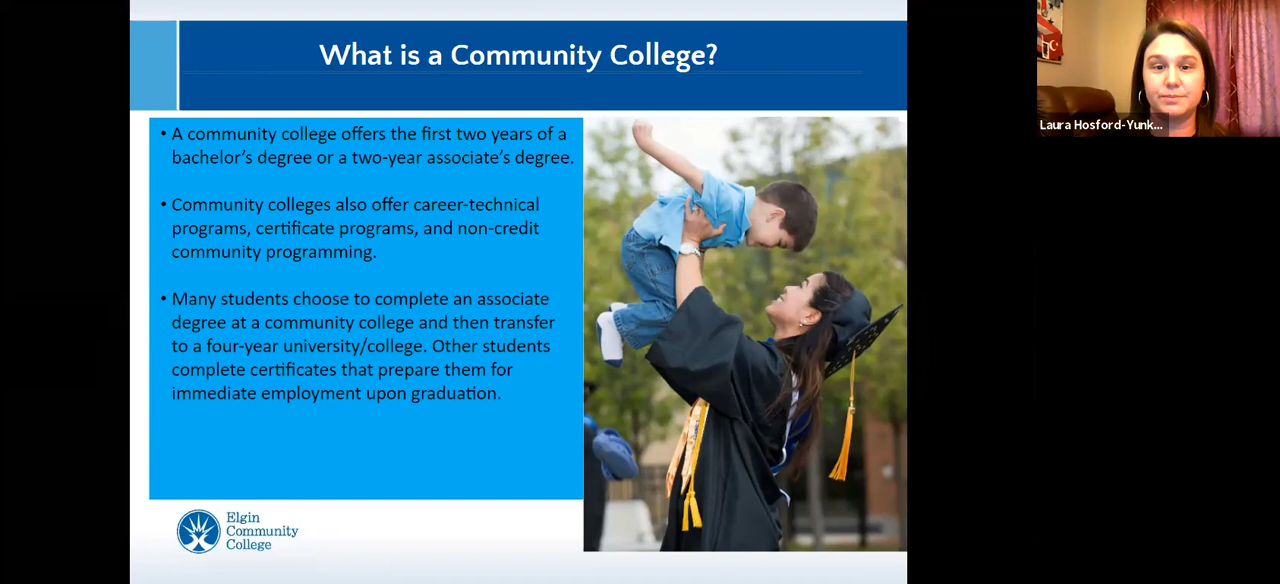 What is a Community College?
Laura Hosford-Yunk...
• A community college offers the first two years of a
bachelor's degree or a two-year associate's degree.
• Community colleges also offer career-technical
programs, certificate programs, and non-credit
community programming.
• Many students choose to complete an associate
degree at a community college and then transfer
to a four-year university/college. Other students
complete certificates that prepare them for
immediate employment upon graduation.
Elgin
Community
College